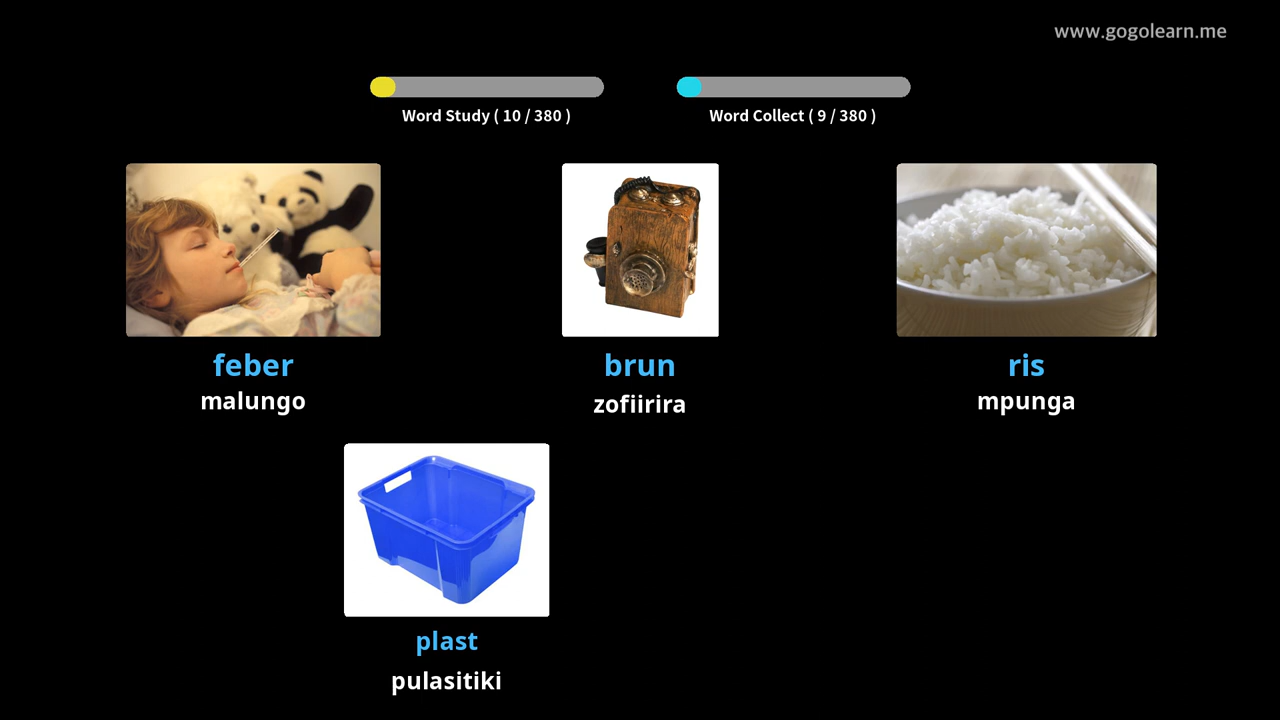 www.gogolearn.me
Word Study ( 10 / 380 )
Word Collect ( 9 / 380 )
feber
malungo
brun
zofiirira
ris
mpunga
plast
pulasitiki